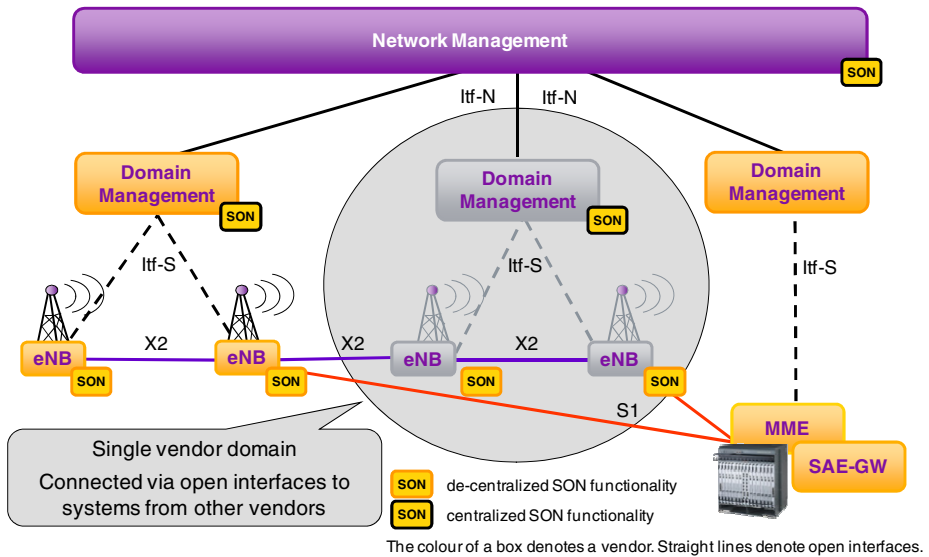 Network Management
SON
Itf-N
Itf-N
Domain
Management
SON
Domain
Management
SON
Domain
Management
Itf-S
Itf-S
Itf-S
X2
X2
X2
eNB
SON
eNB
SON
eNB
SON
eNB
SON
S1
MME
SAE-GW
Single vendor domain
Connected via open interfaces to
systems from other vendors
SON de-centralized SON functionality
SON centralized SON functionality
The colour of a box denotes a vendor. Straight lines denote open interfaces.